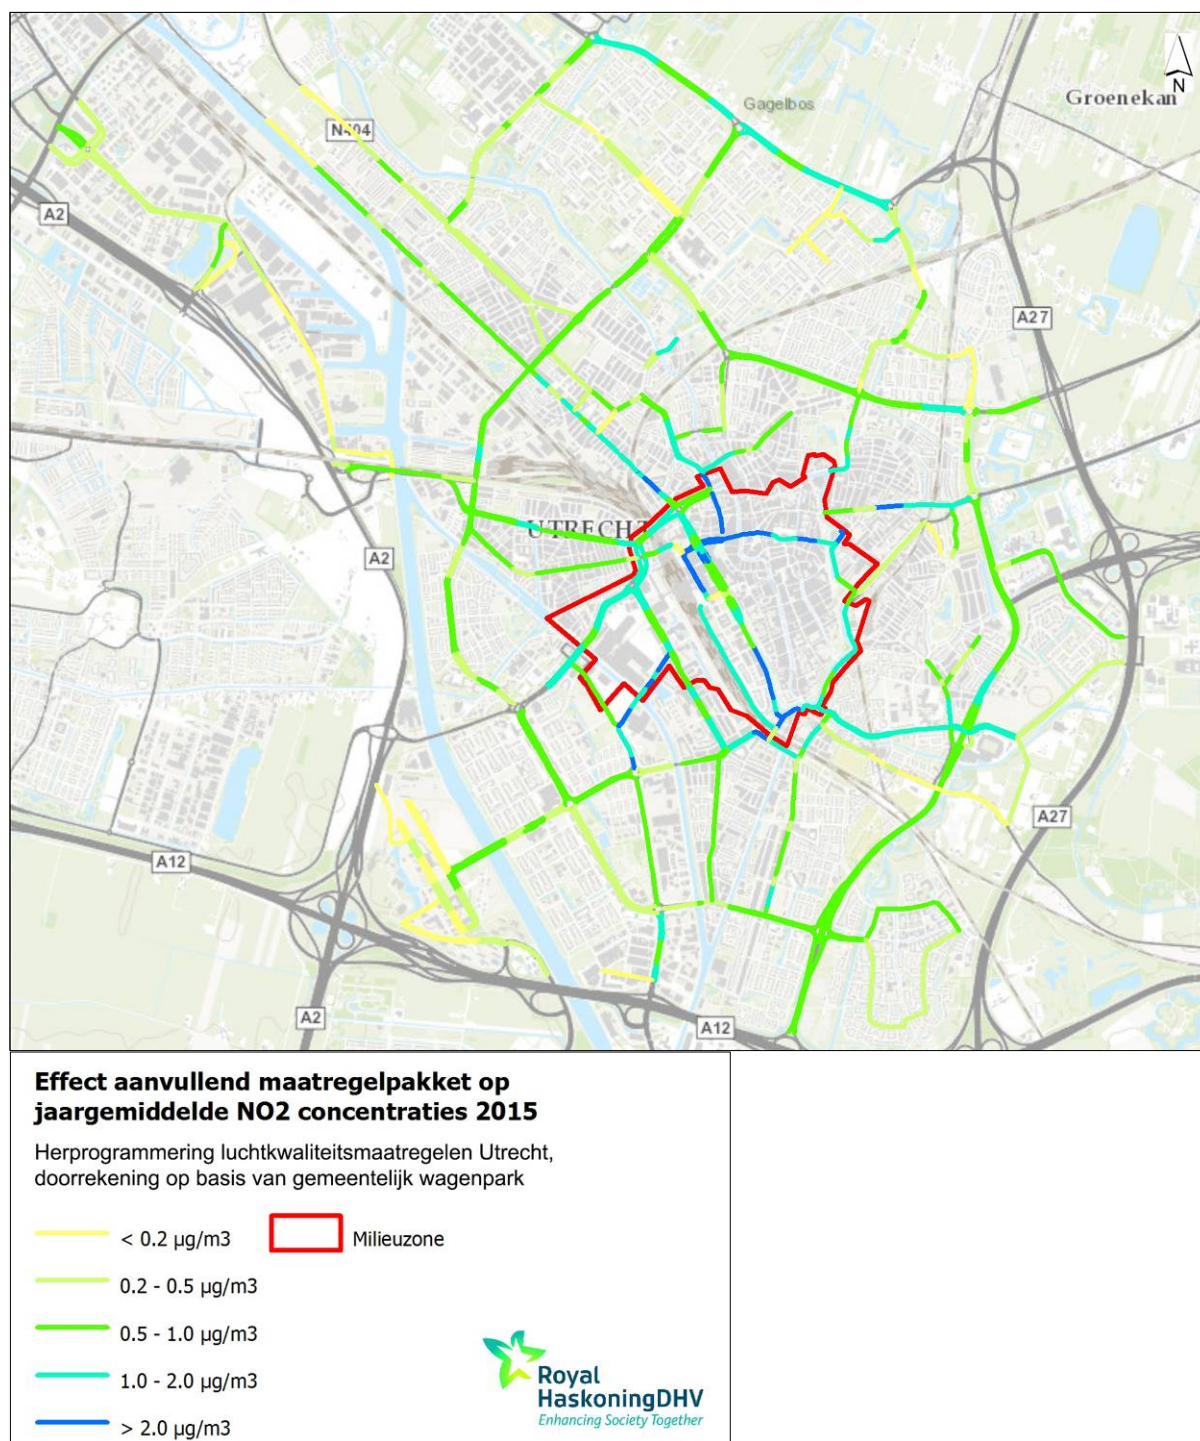 Gagelbos
Groenekan
N
N404
A2
A27
UTRECHT
A2
A27
A12
A2
A12
Effect aanvullend maatregelpakket op
jaargemiddelde NO2 concentraties 2015
Herprogrammering luchtkwaliteitsmaatregelen Utrecht,
doorrekening op basis van gemeentelijk wagenpark
< 0.2 µg/m3 Milieuzone
0.2 - 0.5 µg/m3
0.5 - 1.0 µg/m3
1.0 - 2.0 µg/m3
> 2.0 µg/m3
Royal
HaskoningDHV
Enhancing Society Together